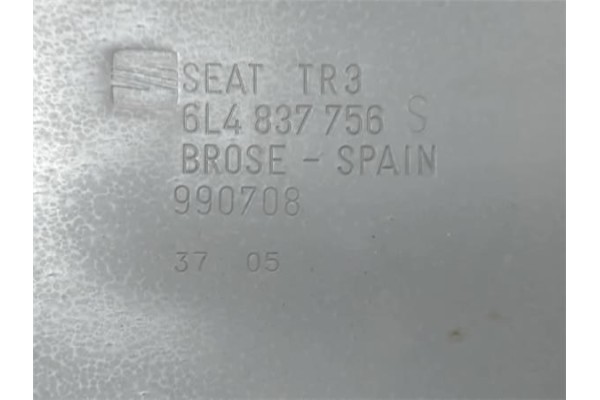 SEAT TR3
6L4 837 756 S
BROSE - SPAIN
990708
37 05